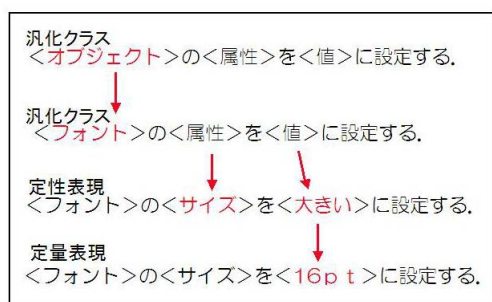 汎化クラス
<オブジェクト>の<属性>を<値>に設定する.
汎化クラス
<フォント>の<属性>を<値>に設定する.
定性表現
<フォント>の<サイズ>を<大きい>に設定する.
定量表現
<フォント>の<サイズ>を<16pt>に設定する.